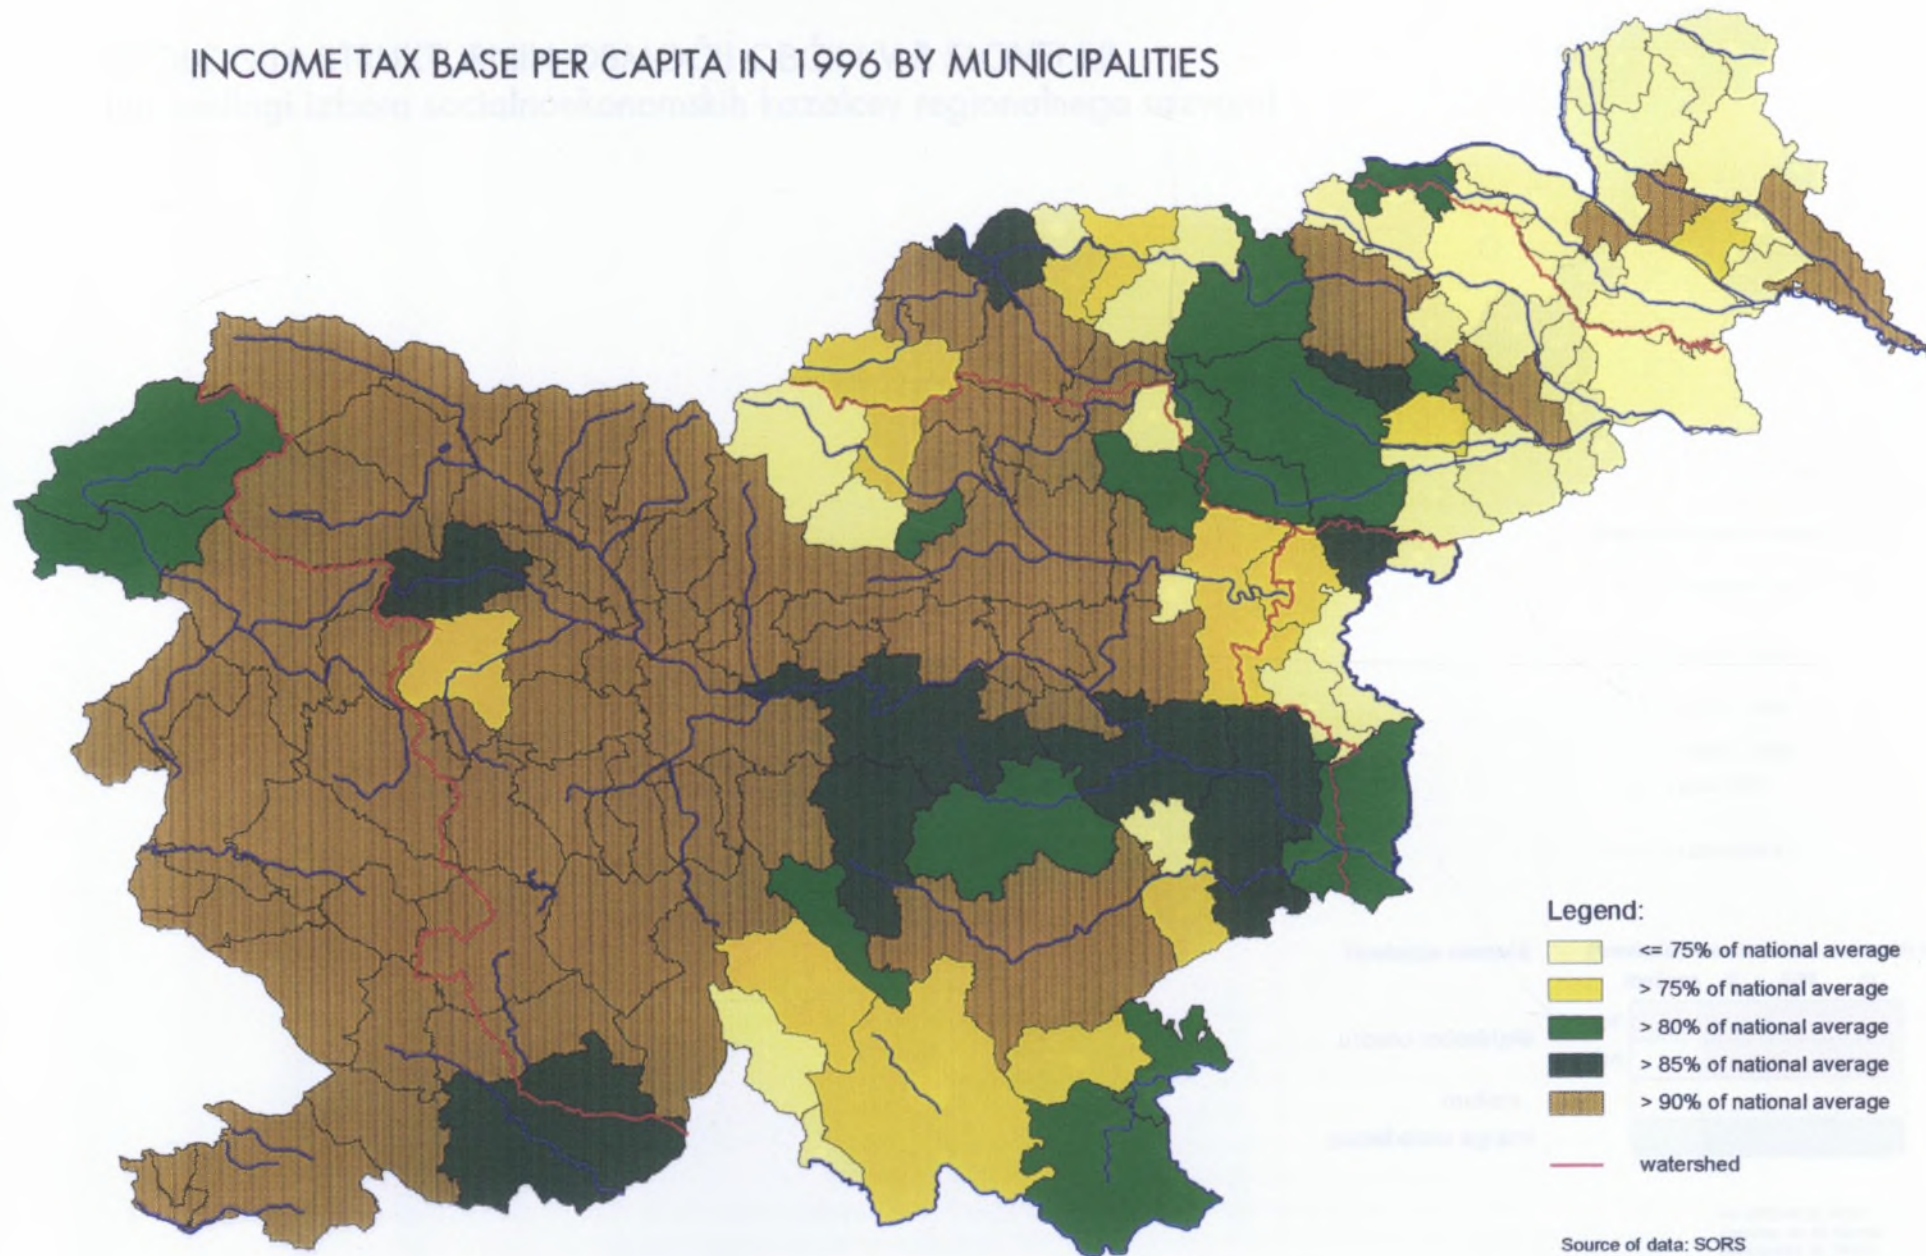 INCOME TAX BASE PER CAPITA IN 1996 BY MUNICIPALITIES
Legend:
<= 75% of national average
> 75% of national average
> 80% of national average
> 85% of national average
> 90% of national average
watershed
Source of data: SORS